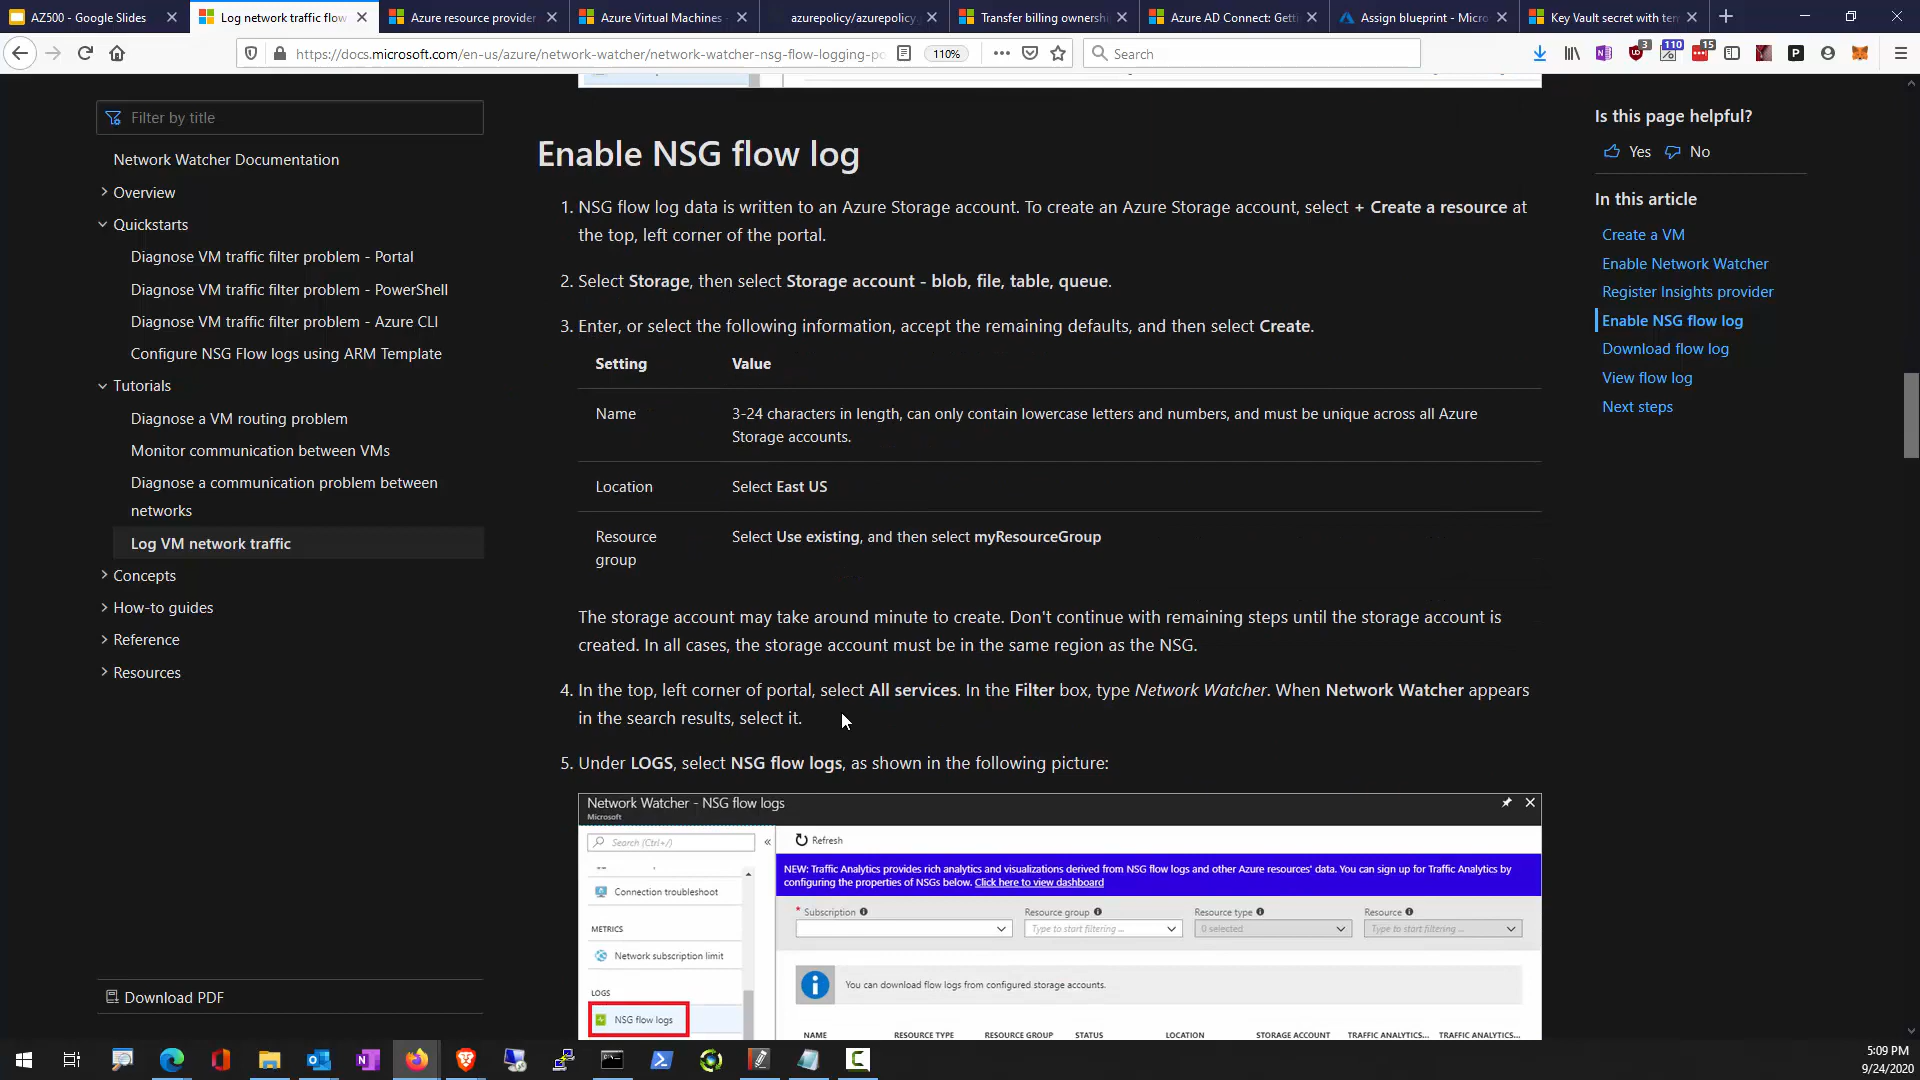 AZ500 - Google Slides
Log network traffic flow
Azure resource provider
Azure Virtual Machines -
azurepolicy/azurepolicy.
Transfer billing ownersh
Azure AD Connect: Getti
Assign blueprint - Micro
Key Vault secret with tem
https://docs.microsoft.com/en-us/azure/network-watcher/network-watcher-nsg-flow-logging-po
110%
Search
3
110
15
Filter by title
Network Watcher Documentation
Overview
Quickstarts
Diagnose VM traffic filter problem - Portal
Diagnose VM traffic filter problem - PowerShell
Diagnose VM traffic filter problem - Azure CLI
Configure NSG Flow logs using ARM Template
Tutorials
Diagnose a VM routing problem
Monitor communication between VMs
Diagnose a communication problem between
networks
Log VM network traffic
Concepts
How-to guides
Reference
Resources
Download PDF
Enable NSG flow log
1. NSG flow log data is written to an Azure Storage account. To create an Azure Storage account, select + Create a resource at
the top, left corner of the portal.
2. Select Storage, then select Storage account - blob, file, table, queue.
3. Enter, or select the following information, accept the remaining defaults, and then select Create.
Setting Value
Name 3-24 characters in length, can only contain lowercase letters and numbers, and must be unique across all Azure
Storage accounts.
Location Select East US
Resource Select Use existing, and then select myResourceGroup
group
The storage account may take around minute to create. Don't continue with remaining steps until the storage account is
created. In all cases, the storage account must be in the same region as the NSG.
4. In the top, left corner of portal, select All services. In the Filter box, type Network Watcher. When Network Watcher appears
in the search results, select it.
5. Under LOGS, select NSG flow logs, as shown in the following picture:
Network Watcher - NSG flow logs
Microsoft
Search (Ctrl+/)
Refresh
Connection troubleshoot
METRICS
Network subscription limit
LOGS
NSG flow logs
NEW: Traffic Analytics provides rich analytics and visualizations derived from NSG flow logs and other Azure resources' data. You can sign up for Traffic Analytics by
configuring the properties of NSGs below. Click here to view dashboard
* Subscription
Resource group
Resource type
Resource
Type to start filtering ...
0 selected
Type to start filtering ...
You can download flow logs from configured storage accounts.
NAME RESOURCE TYPE RESOURCE GROUP STATUS LOCATION STORAGE ACCOUNT TRAFFIC ANALYTICS... TRAFFIC ANALYTICS...
Is this page helpful?
Yes No
In this article
Create a VM
Enable Network Watcher
Register Insights provider
Enable NSG flow log
Download flow log
View flow log
Next steps
5:09 PM
9/24/2020